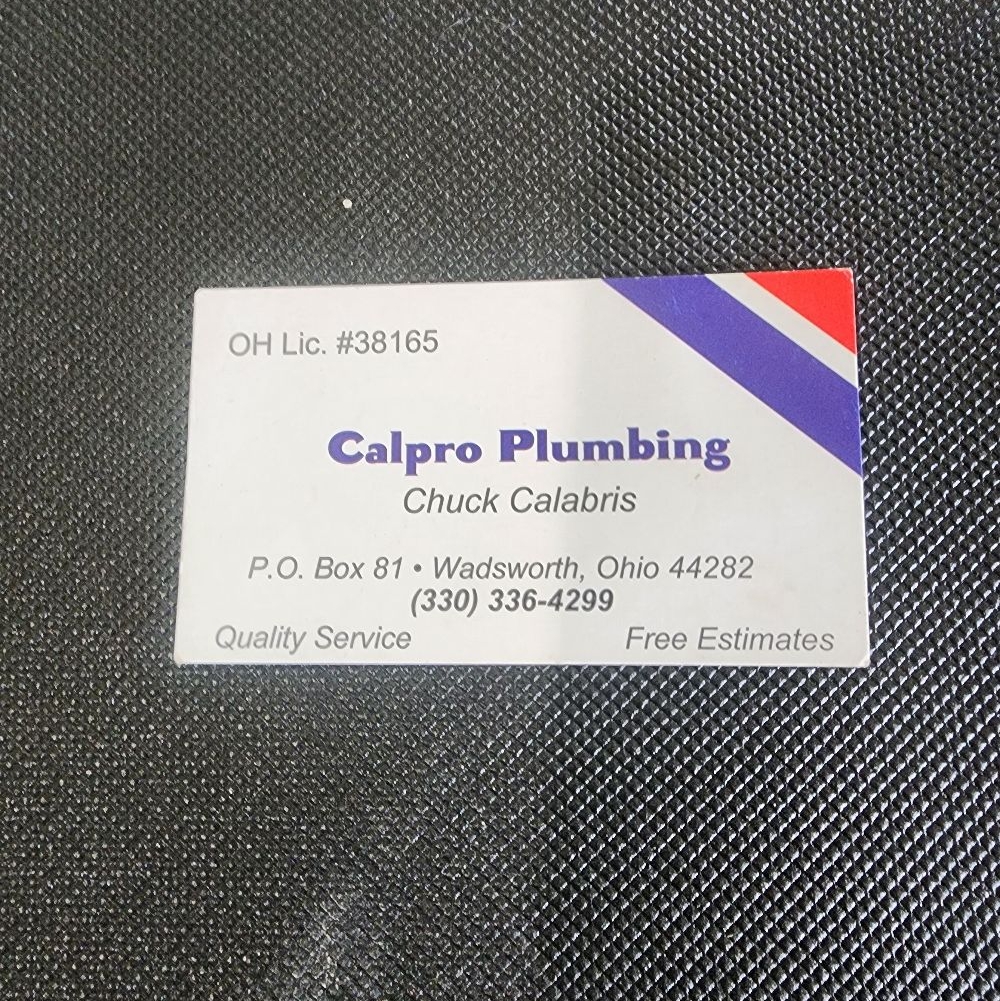 OH Lic. #38165
Calpro Plumbing
Chuck Calabris
P.O. Box 81 • Wadsworth, Ohio 44282
(330) 336-4299
Quality Service Free Estimates